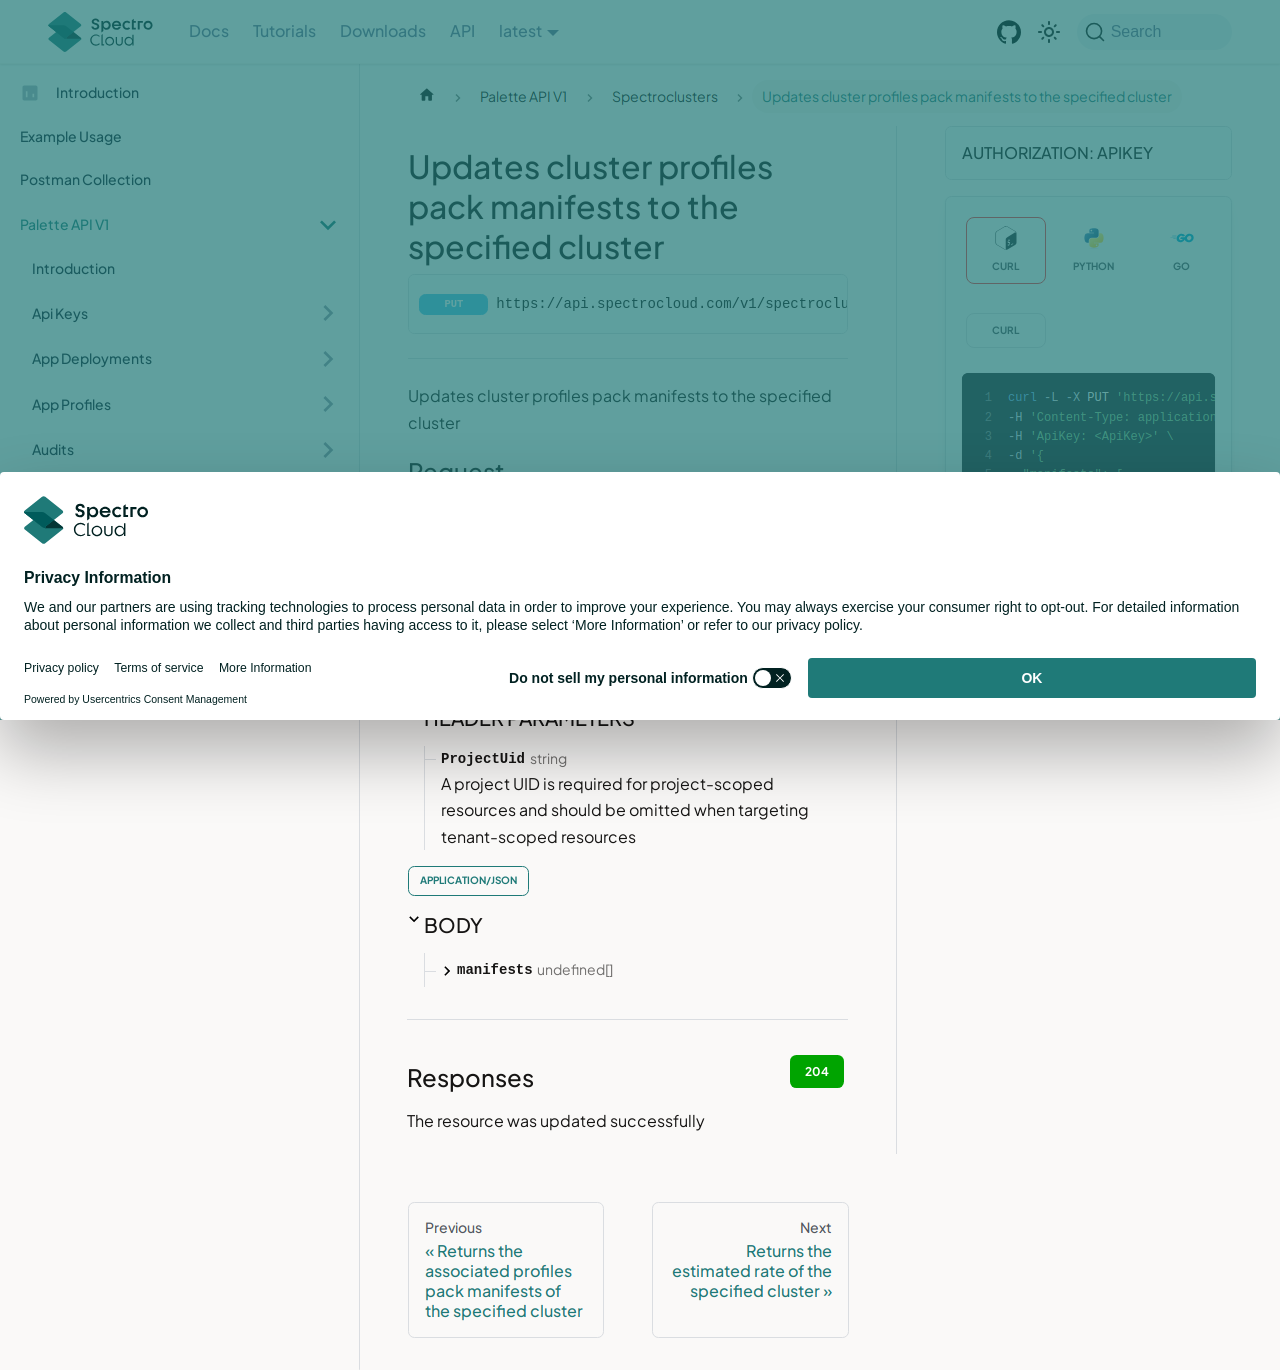 Spectro
Cloud
Docs
Tutorials
Downloads
API
latest
Search
Introduction
Example Usage
Postman Collection
Palette API V1
Introduction
Api Keys
App Deployments
App Profiles
Audits
Palette API V1
Spectroclusters
Updates cluster profiles pack manifests to the specified cluster
Updates cluster profiles
pack manifests to the
specified cluster
PUT https://api.spectrocloud.com/v1/spectroclu
Updates cluster profiles pack manifests to the specified
cluster
Request
AUTHORIZATION: APIKEY
CURL
PYTHON
GO
CURL
1 curl -L -X PUT 'https://api.s
2 -H 'Content-Type: application
3 -H 'ApiKey: <ApiKey>' \
4 -d '{
Spectro
Cloud
Privacy Information
We and our partners are using tracking technologies to process personal data in order to improve your experience. You may always exercise your consumer right to opt-out. For detailed information
about personal information we collect and third parties having access to it, please select ‘More Information’ or refer to our privacy policy.
Privacy policy
Terms of service
More Information
Powered by Usercentrics Consent Management
Do not sell my personal information
OK
HEADER PARAMETERS
ProjectUid string
A project UID is required for project-scoped
resources and should be omitted when targeting
tenant-scoped resources
APPLICATION/JSON
BODY
manifests undefined[]
Responses
204
The resource was updated successfully
Previous
« Returns the
associated profiles
pack manifests of
the specified cluster
Next
Returns the
estimated rate of the
specified cluster »